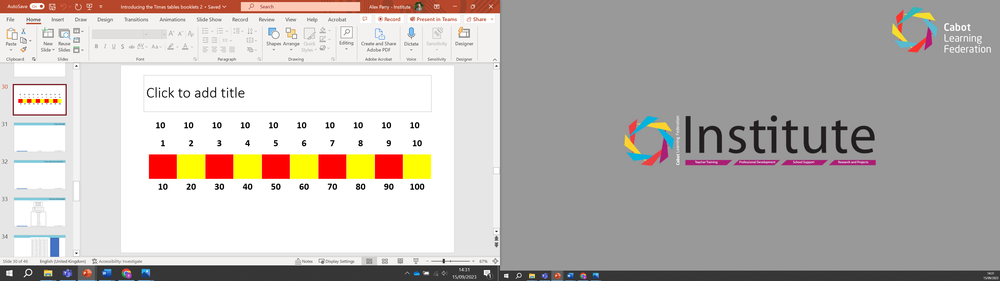 AutoSave On Introducing the Times tables booklets 2 • Saved Search Alex Parry - Institute
File Home Insert Draw Design Transitions Animations Slide Show Record Review View Help Acrobat Record Present in Teams Share
Paste
New Slide
Reuse Slides
B I U S ab AV Aa A
Shapes Arrange Quick Styles
Editing
Create and Share Adobe PDF
Dictate
Sensitivity
Designer
Clipboard Slides Font Paragraph Drawing Adobe Acrobat Voice Sensitivity Designer
30
31
32
33
34
Click to add title
10 10 10 10 10 10 10 10 10 10
1 2 3 4 5 6 7 8 9 10
10 20 30 40 50 60 70 80 90 100
Slide 30 of 46 English (United Kingdom) Accessibility: Investigate Notes Display Settings 67%
14:31
15/09/2023
1
Cabot
Learning
Federation
Cabot Learning Federation
Institute
Teacher Training Professional Development School Support Research and Projects
14:31
15/09/2023